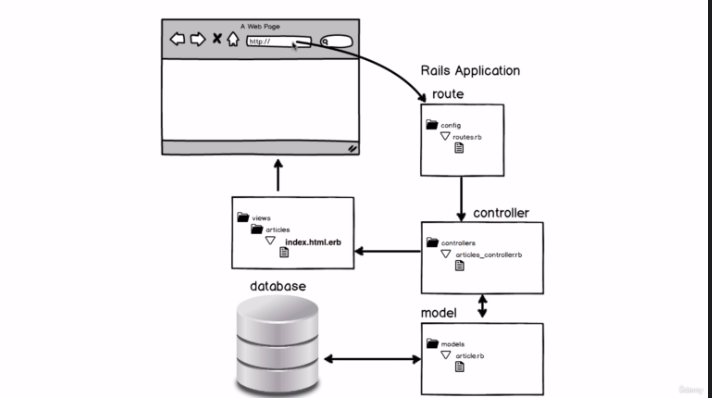 A Web Page
http://
Rails Application
route
config
routes.rb
controller
controllers
articles_controller.rb
views
articles
index.html.erb
database
model
models
article.rb
Udemy